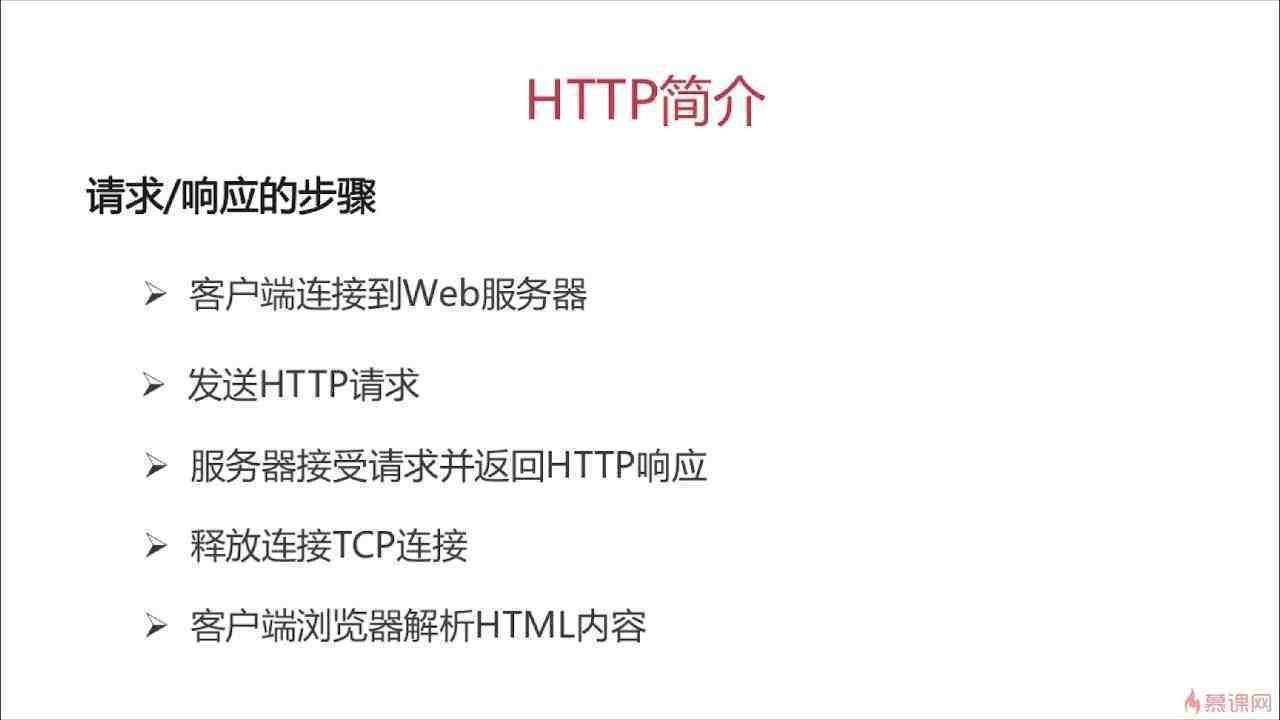 HTTP简介
请求/响应的步骤
客户端连接到Web服务器
发送HTTP请求
服务器接受请求并返回HTTP响应
释放连接TCP连接
客户端浏览器解析HTML内容
慕课网